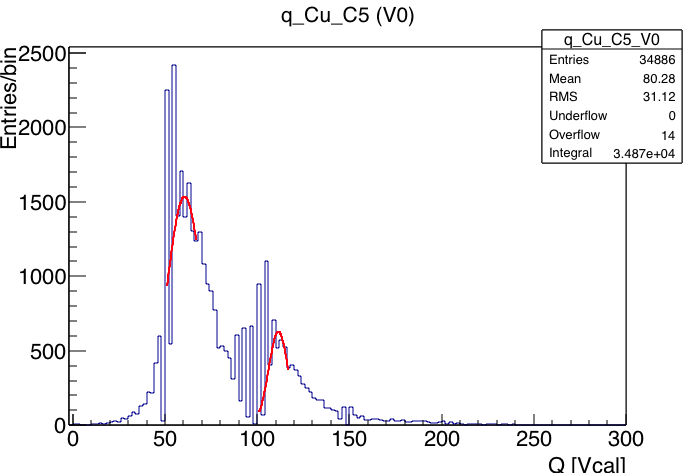 q_Cu_C5 (V0)
q_Cu_C5_V0
Entries 34886
Mean 80.28
RMS 31.12
Underflow 0
Overflow 14
Integral 3.487e+04
Entries/bin
2500
2000
1500
1000
500
0
0 50 100 150 200 250 300
Q [Vcal]